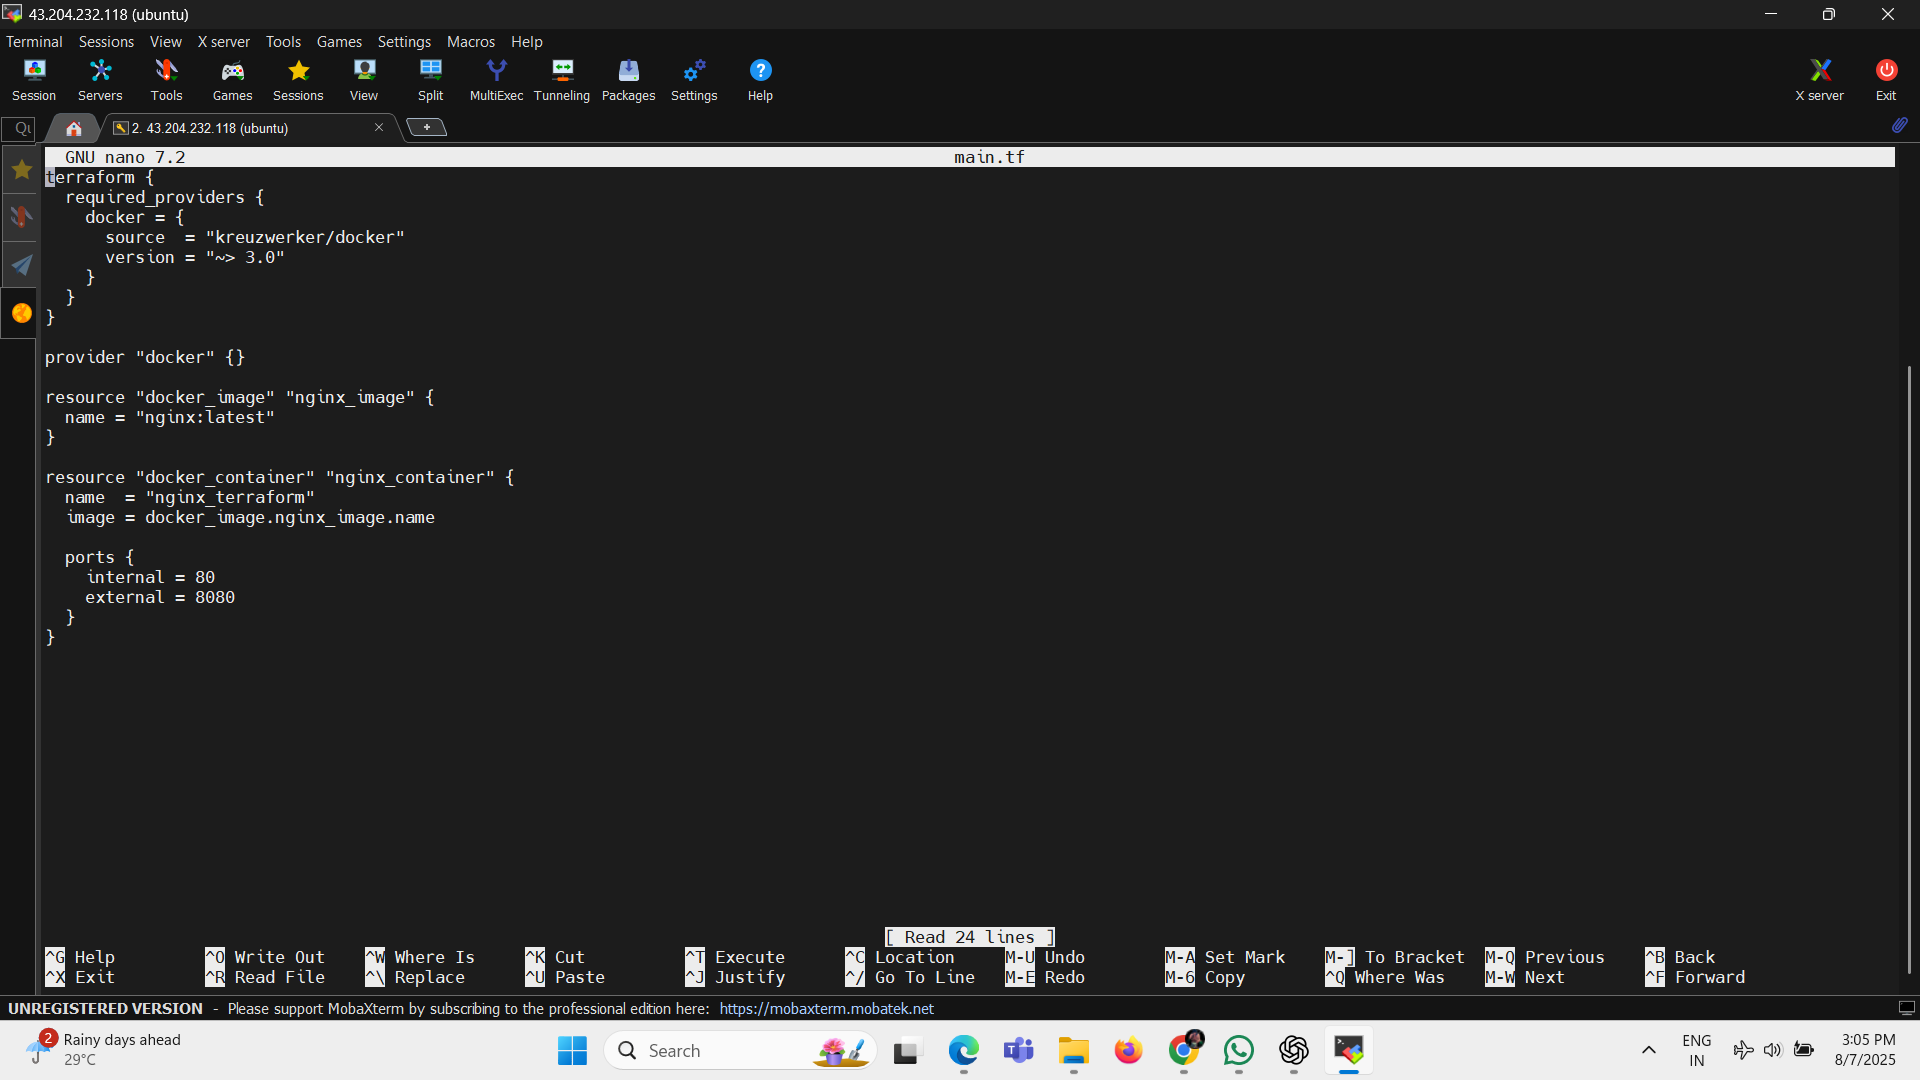 43.204.232.118 (ubuntu)
Terminal Sessions View X server Tools Games Settings Macros Help
Session Servers Tools Games Sessions View Split MultiExec Tunneling Packages Settings Help X server Exit
2. 43.204.232.118 (ubuntu)
GNU nano 7.2 main.tf
terraform {
  required_providers {
    docker = {
      source  = "kreuzwerker/docker"
      version = "~> 3.0"
    }
  }
}

provider "docker" {}

resource "docker_image" "nginx_image" {
  name = "nginx:latest"
}

resource "docker_container" "nginx_container" {
  name  = "nginx_terraform"
  image = docker_image.nginx_image.name

  ports {
    internal = 80
    external = 8080
  }
}
[ Read 24 lines ]
^G Help ^O Write Out ^W Where Is ^K Cut ^T Execute ^C Location M-U Undo M-A Set Mark M-] To Bracket M-Q Previous ^B Back
^X Exit ^R Read File ^\ Replace ^U Paste ^J Justify ^/ Go To Line M-E Redo M-6 Copy ^Q Where Was M-W Next ^F Forward
UNREGISTERED VERSION - Please support MobaXterm by subscribing to the professional edition here: https://mobaxterm.mobatek.net
2 Rainy days ahead
29°C
Search
ENG
IN
3:05 PM
8/7/2025